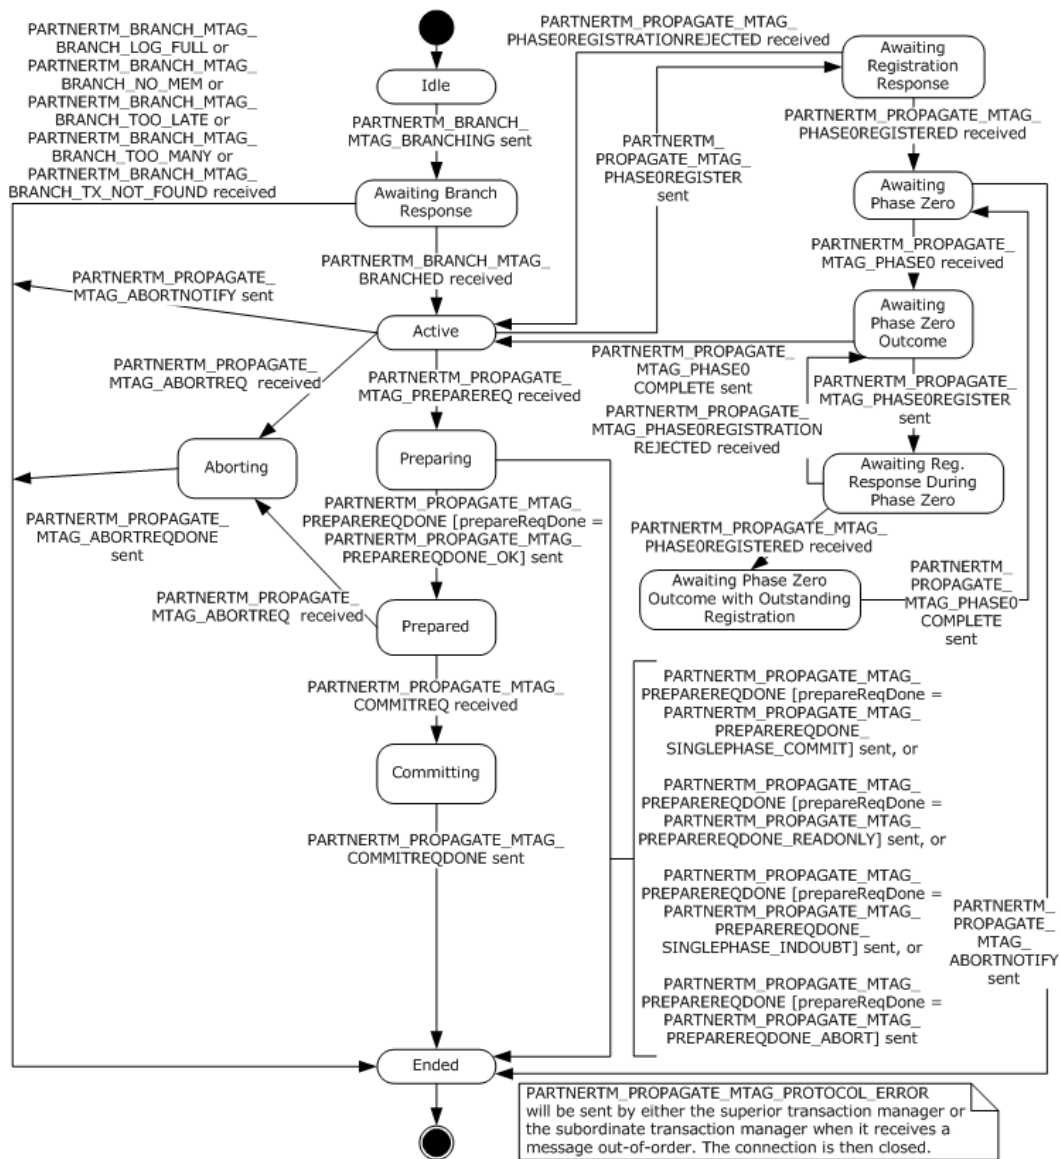 PARTNERTM_BRANCH_MTAG_
BRANCH_LOG_FULL or
PARTNERTM_BRANCH_MTAG_
BRANCH_NO_MEM or
PARTNERTM_BRANCH_MTAG_
BRANCH_TOO_LATE or
PARTNERTM_BRANCH_MTAG_
BRANCH_TOO_MANY or
PARTNERTM_BRANCH_MTAG_
BRANCH_TX_NOT_FOUND received
Idle
PARTNERTM_BRANCH_
MTAG_BRANCHING sent
Awaiting Branch
Response
PARTNERTM_BRANCH_MTAG_
BRANCHED received
PARTNERTM_PROPAGATE_
MTAG_ABORTNOTIFY sent
Active
PARTNERTM_PROPAGATE_MTAG_
PHASE0REGISTRATIONREJECTED received
Awaiting
Registration
Response
PARTNERTM_
PROPAGATE_MTAG_
PHASE0REGISTER
sent
PARTNERTM_PROPAGATE_MTAG_
PHASE0REGISTERED received
Awaiting
Phase Zero
PARTNERTM_PROPAGATE_
MTAG_PHASE0 received
Awaiting
Phase Zero
Outcome
PARTNERTM_PROPAGATE_
MTAG_PHASE0
COMPLETE sent
PARTNERTM_PROPAGATE_
MTAG_PHASE0REGISTER
sent
PARTNERTM_PROPAGATE_
MTAG_PHASE0REGISTRATION
REJECTED received
Awaiting Reg.
Response During
Phase Zero
PARTNERTM_PROPAGATE_MTAG_
PHASE0REGISTERED received
Awaiting Phase Zero
Outcome with Outstanding
Registration
PARTNERTM_
PROPAGATE_
MTAG_PHASE0
COMPLETE
sent
PARTNERTM_PROPAGATE_
MTAG_ABORTREQ received
PARTNERTM_PROPAGATE_
MTAG_PREPAREREQ received
Aborting
Preparing
PARTNERTM_PROPAGATE_
MTAG_ABORTREQDONE
sent
PARTNERTM_PROPAGATE_MTAG_
PREPAREREQDONE [prepareReqDone =
PARTNERTM_PROPAGATE_MTAG_
PREPAREREQDONE_OK] sent
PARTNERTM_PROPAGATE_
MTAG_ABORTREQ received
Prepared
PARTNERTM_PROPAGATE_MTAG_
COMMITREQ received
Committing
PARTNERTM_PROPAGATE_MTAG_
COMMITREQDONE sent
PARTNERTM_PROPAGATE_MTAG_
PREPAREREQDONE [prepareReqDone =
PARTNERTM_PROPAGATE_MTAG_
PREPAREREQDONE_
SINGLEPHASE_COMMIT] sent, or
PARTNERTM_PROPAGATE_MTAG_
PREPAREREQDONE [prepareReqDone =
PARTNERTM_PROPAGATE_MTAG_
PREPAREREQDONE_READONLY] sent, or
PARTNERTM_PROPAGATE_MTAG_
PREPAREREQDONE [prepareReqDone =
PARTNERTM_PROPAGATE_MTAG_
PREPAREREQDONE_
SINGLEPHASE_INDOUBT] sent, or
PARTNERTM_PROPAGATE_MTAG_
PREPAREREQDONE [prepareReqDone =
PARTNERTM_PROPAGATE_MTAG_
PREPAREREQDONE_ABORT] sent
PARTNERTM_
PROPAGATE_
MTAG_
ABORTNOTIFY
sent
Ended
PARTNERTM_PROPAGATE_MTAG_PROTOCOL_ERROR
will be sent by either the superior transaction manager or
the subordinate transaction manager when it receives a
message out-of-order. The connection is then closed.